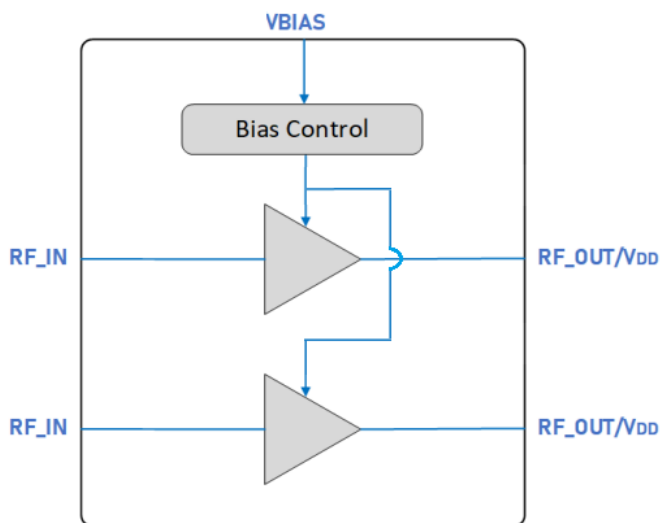 VBIAS
Bias Control
RF_IN
RF_OUT/VDD
RF_IN
RF_OUT/VDD